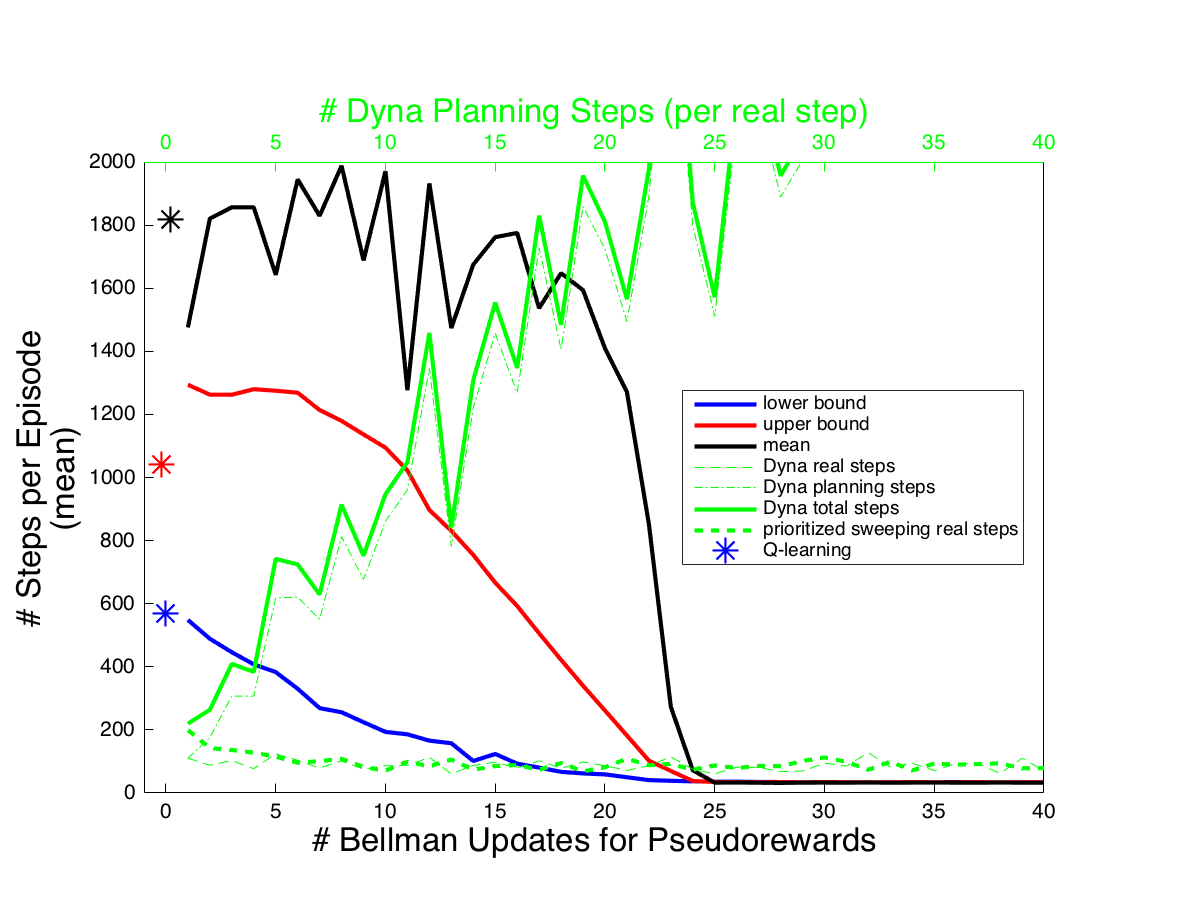 # Dyna Planning Steps (per real step)
0 5 10 15 20 25 30 35 40
2000
1800
1600
1400
1200
1000
800
600
400
200
0
# Steps per Episode
(mean)
lower bound
upper bound
mean
Dyna real steps
Dyna planning steps
Dyna total steps
prioritized sweeping real steps
Q-learning
0 5 10 15 20 25 30 35 40
# Bellman Updates for Pseudorewards